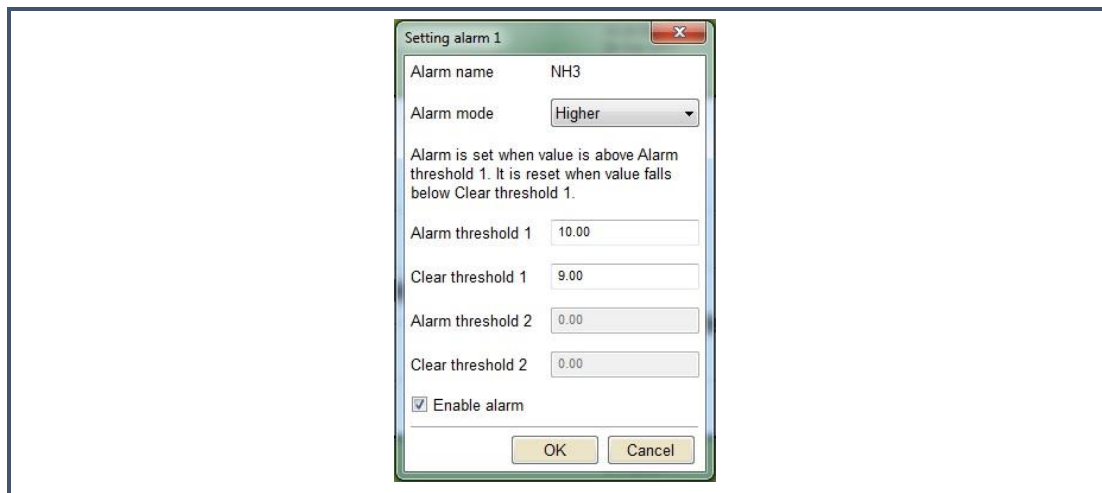 Setting alarm 1
Alarm name NH3
Alarm mode Higher
Alarm is set when value is above Alarm
threshold 1. It is reset when value falls
below Clear threshold 1.
Alarm threshold 1 10.00
Clear threshold 1 9.00
Alarm threshold 2 0.00
Clear threshold 2 0.00
Enable alarm
OK Cancel